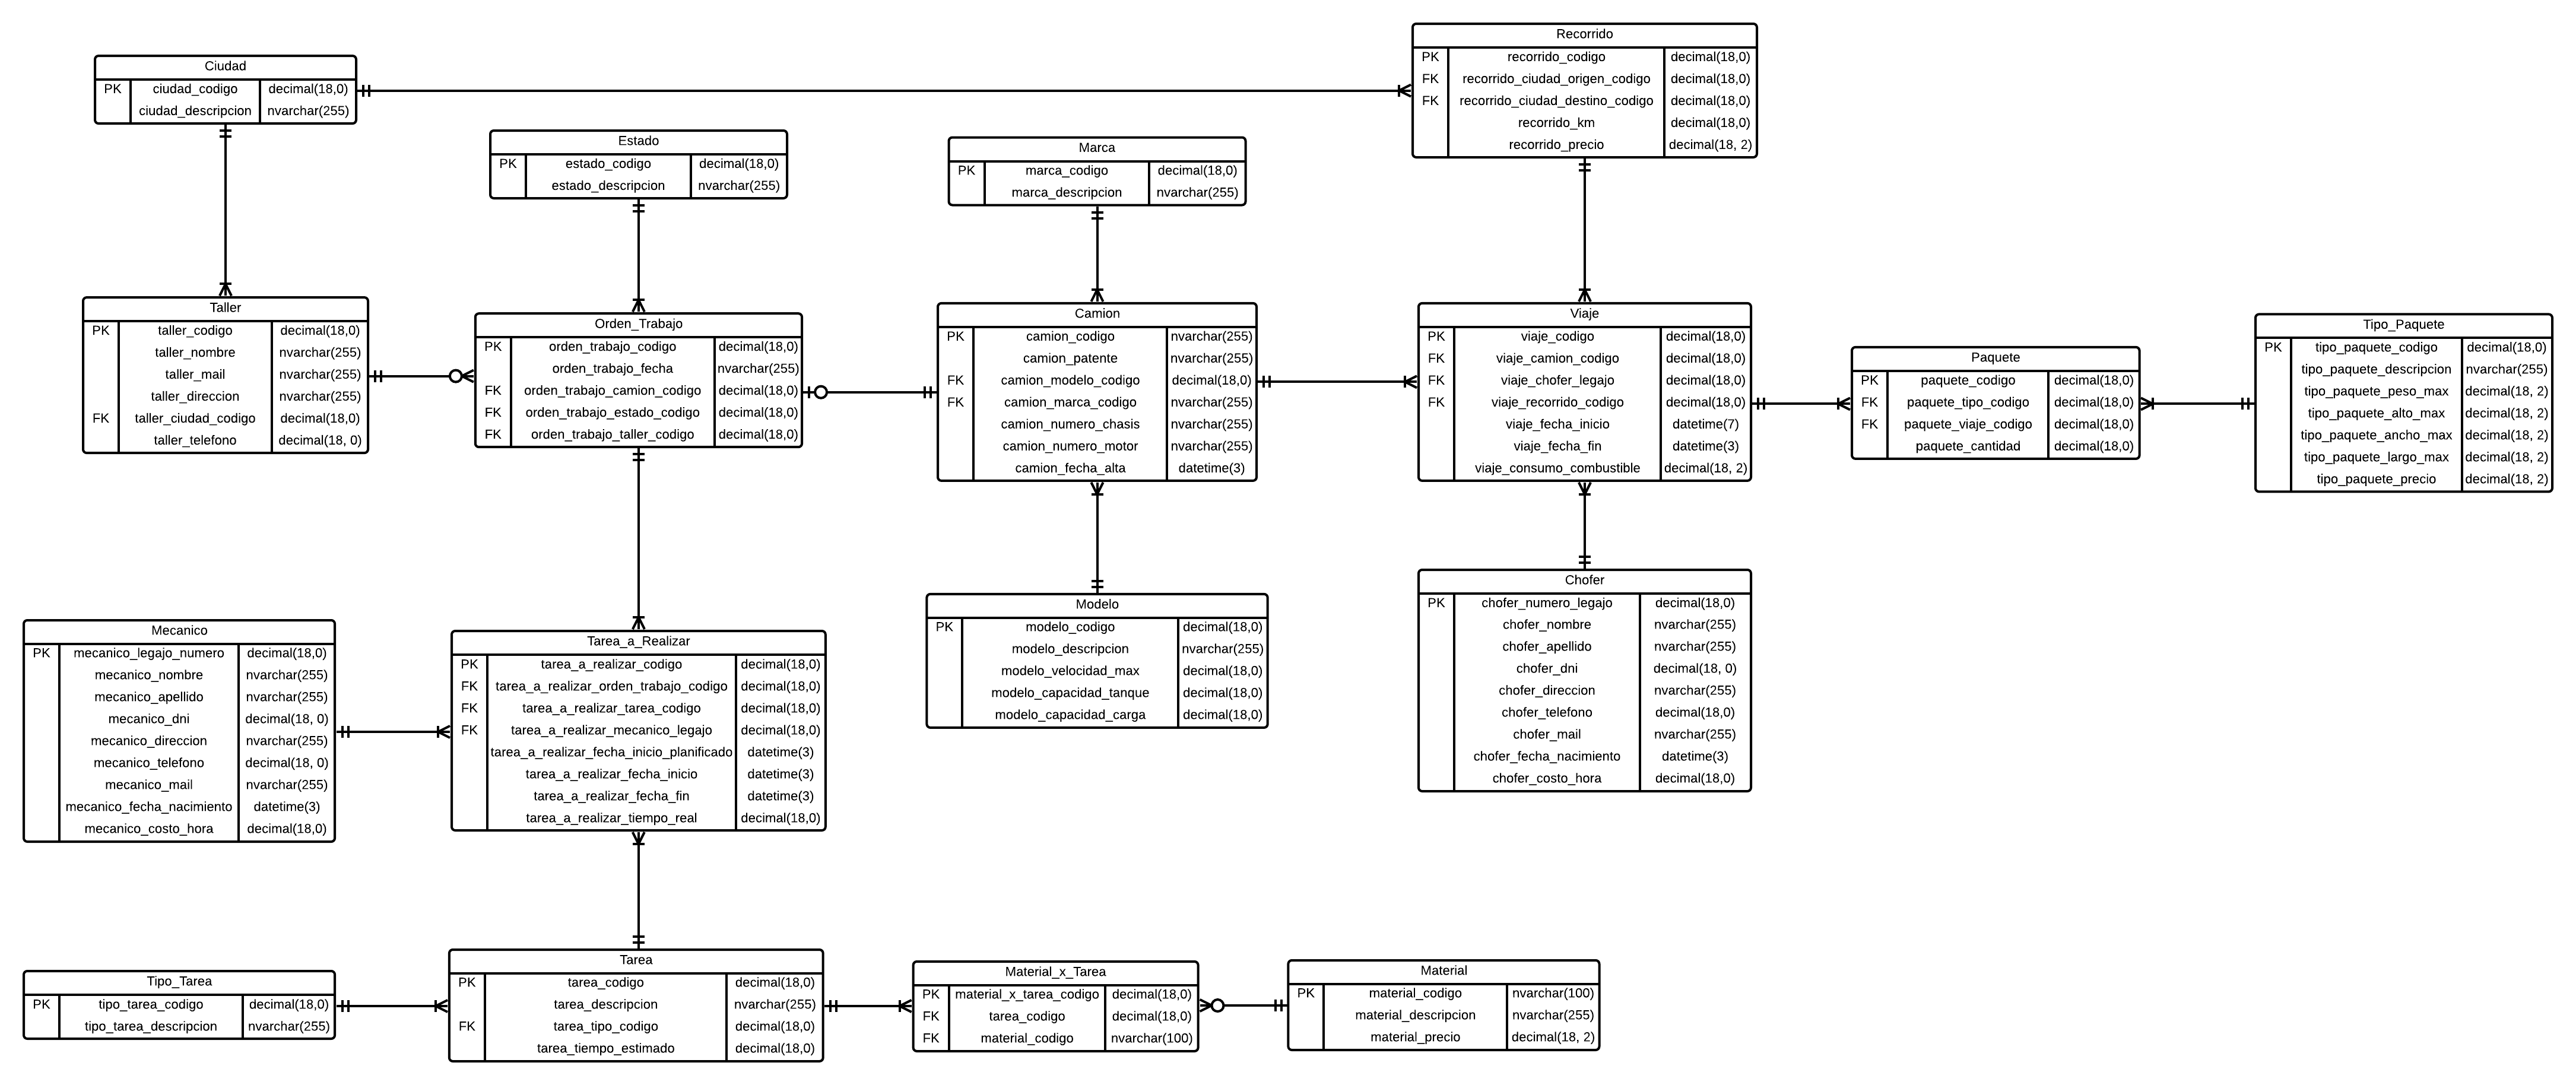 Recorrido
PK recorrido_codigo decimal(18,0)
FK recorrido_ciudad_origen_codigo decimal(18,0)
FK recorrido_ciudad_destino_codigo decimal(18,0)
recorrido_km decimal(18,0)
recorrido_precio decimal(18, 2)
Ciudad
PK ciudad_codigo decimal(18,0)
ciudad_descripcion nvarchar(255)
Estado
PK estado_codigo decimal(18,0)
estado_descripcion nvarchar(255)
Marca
PK marca_codigo decimal(18,0)
marca_descripcion nvarchar(255)
Taller
PK taller_codigo decimal(18,0)
taller_nombre nvarchar(255)
taller_mail nvarchar(255)
taller_direccion nvarchar(255)
FK taller_ciudad_codigo decimal(18,0)
taller_telefono decimal(18, 0)
Orden_Trabajo
PK orden_trabajo_codigo decimal(18,0)
orden_trabajo_fecha nvarchar(255)
FK orden_trabajo_camion_codigo decimal(18,0)
FK orden_trabajo_estado_codigo decimal(18,0)
FK orden_trabajo_taller_codigo decimal(18,0)
Camion
PK camion_codigo nvarchar(255)
camion_patente nvarchar(255)
FK camion_modelo_codigo decimal(18,0)
FK camion_marca_codigo nvarchar(255)
camion_numero_chasis nvarchar(255)
camion_numero_motor nvarchar(255)
camion_fecha_alta datetime(3)
Viaje
PK viaje_codigo decimal(18,0)
FK viaje_camion_codigo decimal(18,0)
FK viaje_chofer_legajo decimal(18,0)
FK viaje_recorrido_codigo decimal(18,0)
viaje_fecha_inicio datetime(7)
viaje_fecha_fin datetime(3)
viaje_consumo_combustible decimal(18, 2)
Paquete
PK paquete_codigo decimal(18,0)
FK paquete_tipo_codigo decimal(18,0)
FK paquete_viaje_codigo decimal(18,0)
paquete_cantidad decimal(18,0)
Tipo_Paquete
PK tipo_paquete_codigo decimal(18,0)
tipo_paquete_descripcion nvarchar(255)
tipo_paquete_peso_max decimal(18, 2)
tipo_paquete_alto_max decimal(18, 2)
tipo_paquete_ancho_max decimal(18, 2)
tipo_paquete_largo_max decimal(18, 2)
tipo_paquete_precio decimal(18, 2)
Mecanico
PK mecanico_legajo_numero decimal(18,0)
mecanico_nombre nvarchar(255)
mecanico_apellido nvarchar(255)
mecanico_dni decimal(18, 0)
mecanico_direccion nvarchar(255)
mecanico_telefono decimal(18, 0)
mecanico_mail nvarchar(255)
mecanico_fecha_nacimiento datetime(3)
mecanico_costo_hora decimal(18,0)
Tarea_a_Realizar
PK tarea_a_realizar_codigo decimal(18,0)
FK tarea_a_realizar_orden_trabajo_codigo decimal(18,0)
FK tarea_a_realizar_tarea_codigo decimal(18,0)
FK tarea_a_realizar_mecanico_legajo decimal(18,0)
tarea_a_realizar_fecha_inicio_planificado datetime(3)
tarea_a_realizar_fecha_inicio datetime(3)
tarea_a_realizar_fecha_fin datetime(3)
tarea_a_realizar_tiempo_real decimal(18,0)
Modelo
PK modelo_codigo decimal(18,0)
modelo_descripcion nvarchar(255)
modelo_velocidad_max decimal(18,0)
modelo_capacidad_tanque decimal(18,0)
modelo_capacidad_carga decimal(18,0)
Chofer
PK chofer_numero_legajo decimal(18,0)
chofer_nombre nvarchar(255)
chofer_apellido nvarchar(255)
chofer_dni decimal(18, 0)
chofer_direccion nvarchar(255)
chofer_telefono decimal(18,0)
chofer_mail nvarchar(255)
chofer_fecha_nacimiento datetime(3)
chofer_costo_hora decimal(18,0)
Tipo_Tarea
PK tipo_tarea_codigo decimal(18,0)
tipo_tarea_descripcion nvarchar(255)
Tarea
PK tarea_codigo decimal(18,0)
tarea_descripcion nvarchar(255)
FK tarea_tipo_codigo decimal(18,0)
tarea_tiempo_estimado decimal(18,0)
Material_x_Tarea
PK material_x_tarea_codigo decimal(18,0)
FK tarea_codigo decimal(18,0)
FK material_codigo nvarchar(100)
Material
PK material_codigo nvarchar(100)
material_descripcion nvarchar(255)
material_precio decimal(18, 2)